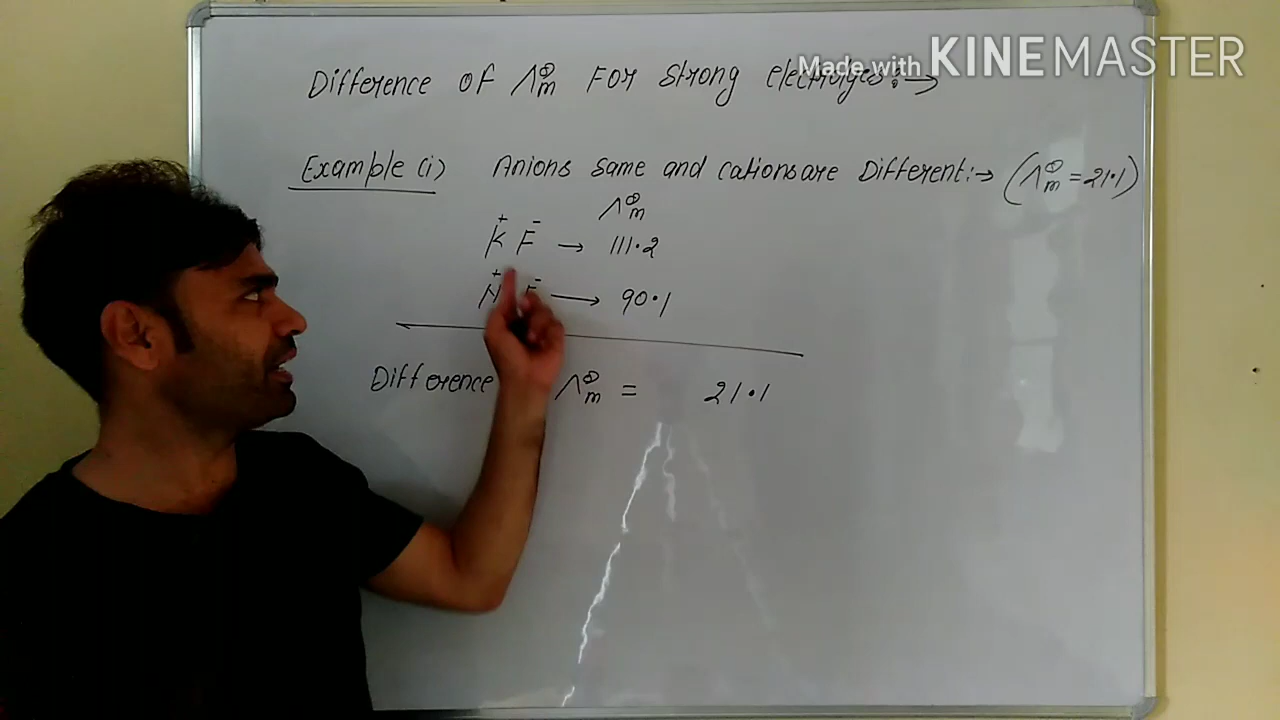 Made with KINEMASTER
Difference of Λ∞m For Strong electrolytes:→
Example (i) Anions Same and Cations are Different:→ (Λ∞m = 21.1)
Λ∞m
K⁺ F⁻ → 111.2
F⁻ → 90.1
Difference Λ∞m = 21.1